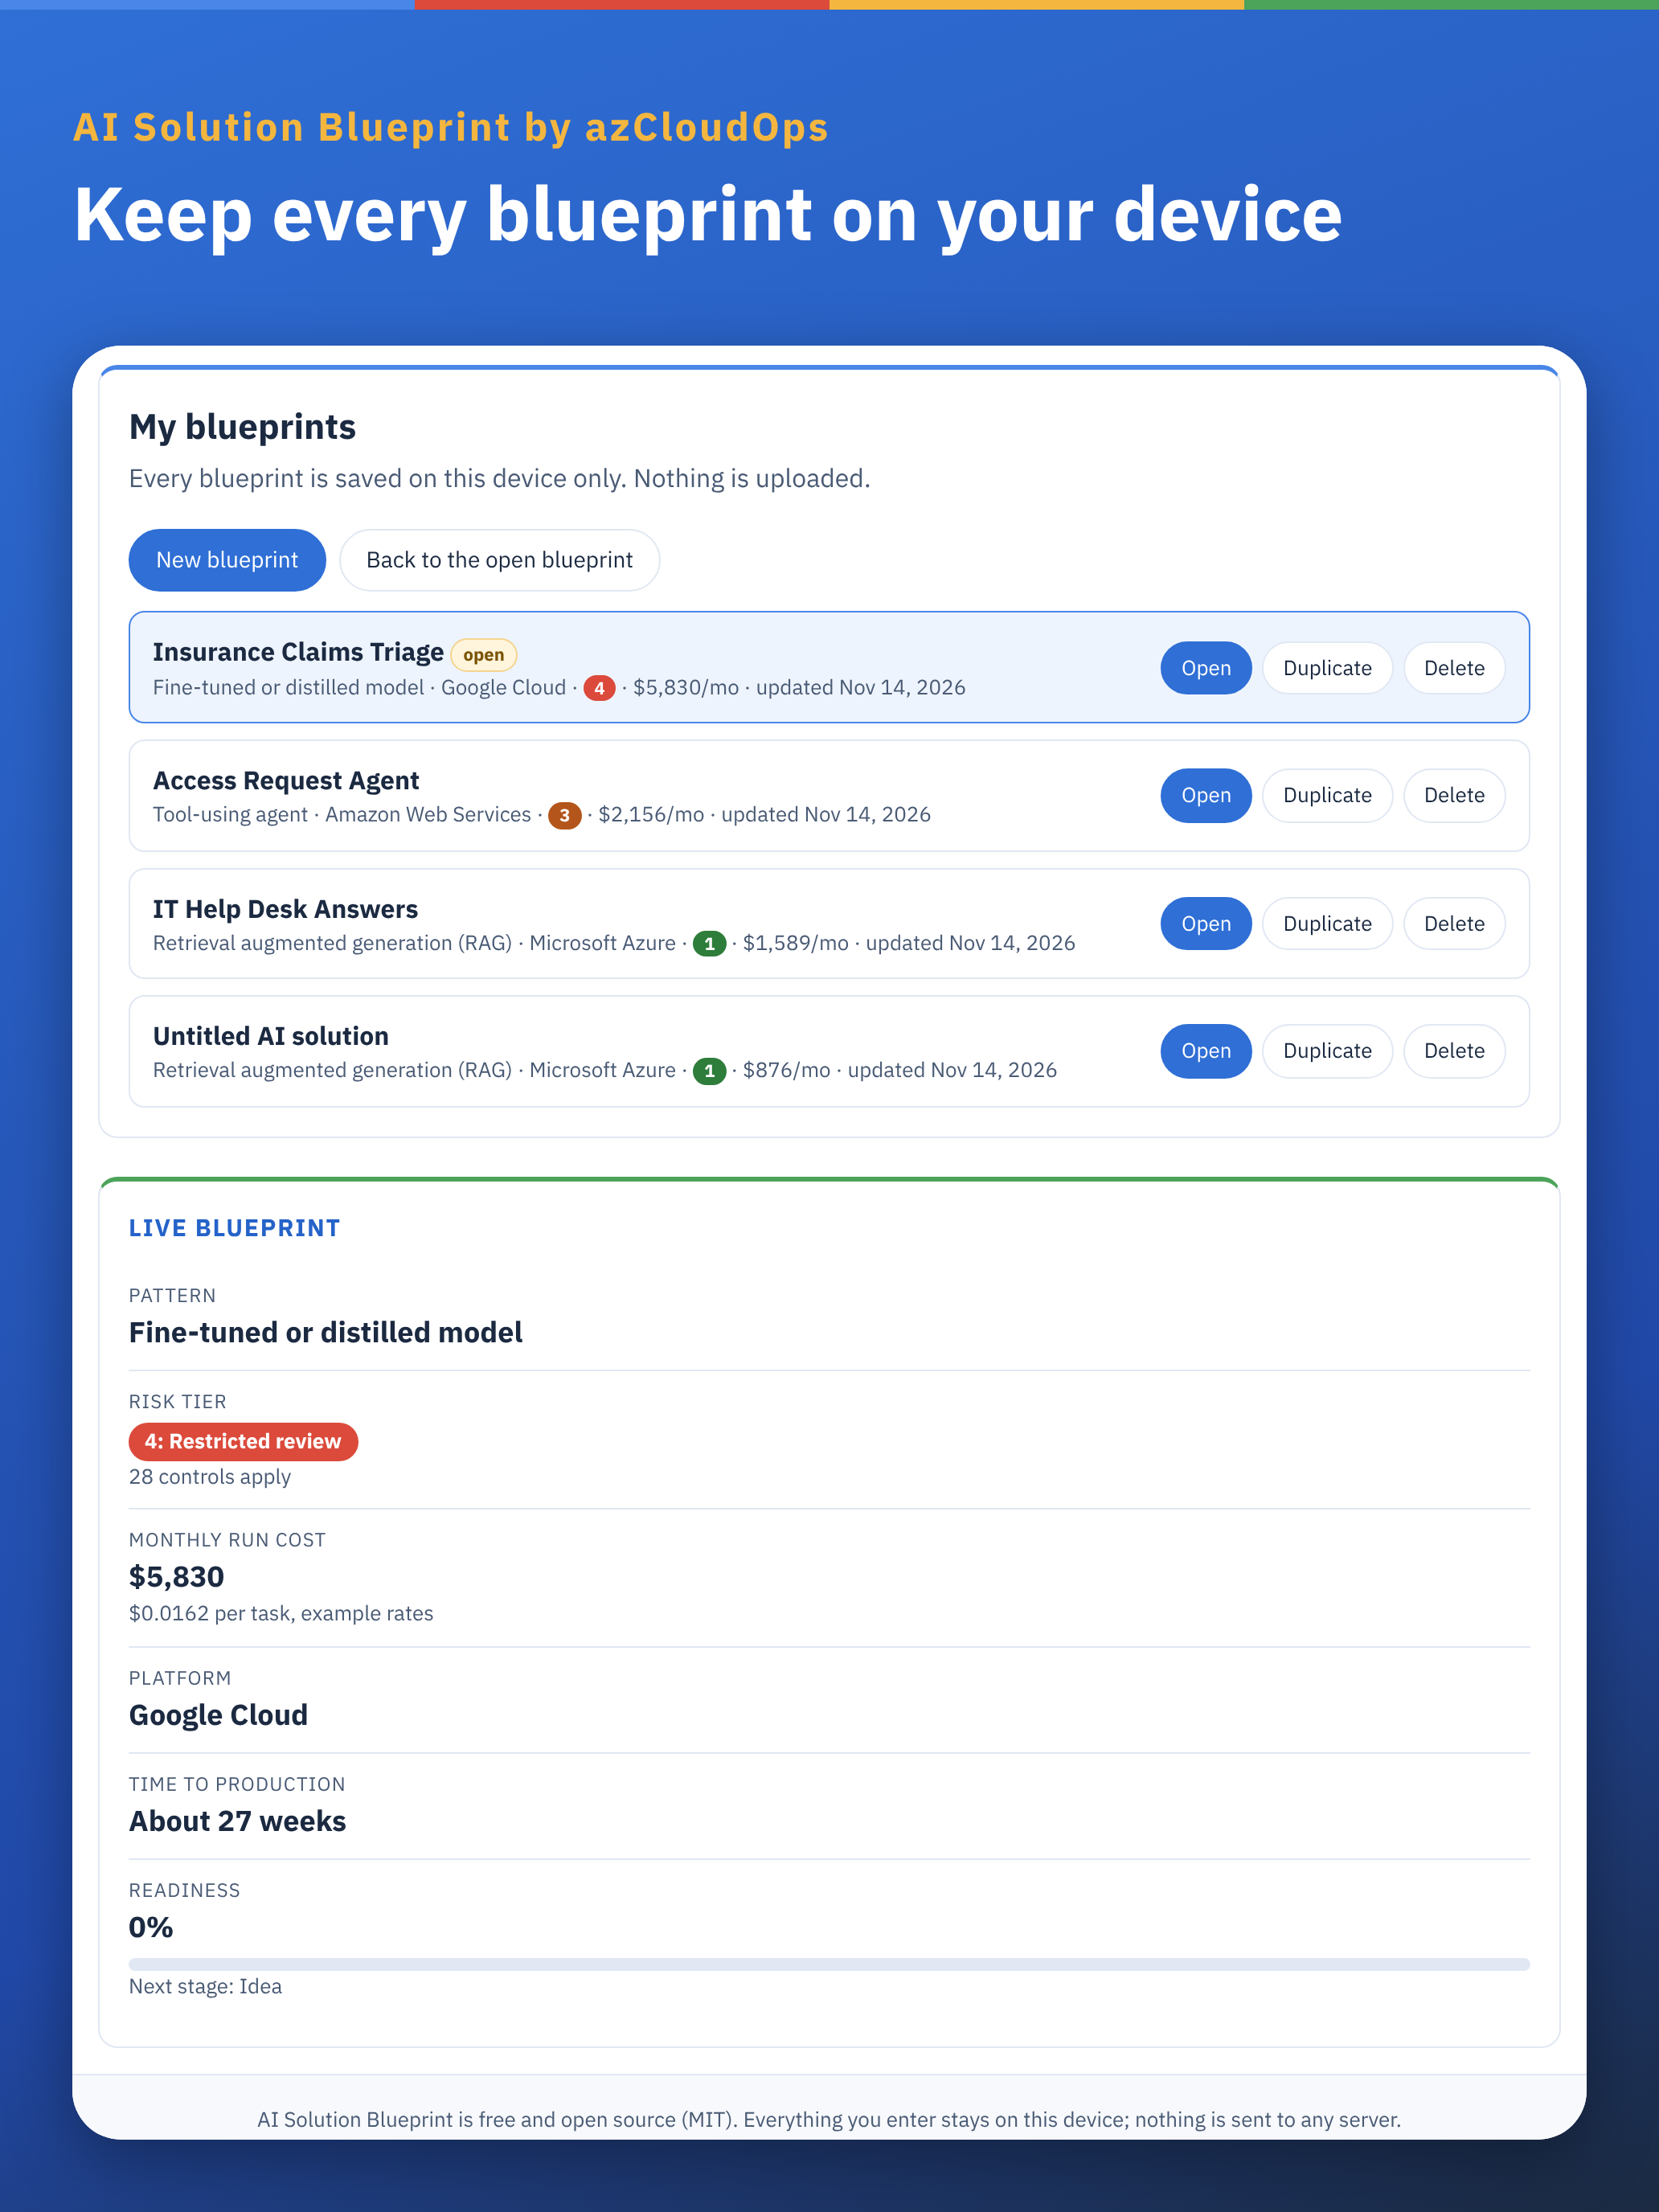 AI Solution Blueprint by azCloudOps
Keep every blueprint on your device
My blueprints
Every blueprint is saved on this device only. Nothing is uploaded.
New blueprint
Back to the open blueprint
Insurance Claims Triage open
Fine-tuned or distilled model · Google Cloud · 4 · $5,830/mo · updated Nov 14, 2026
Open
Duplicate
Delete
Access Request Agent
Tool-using agent · Amazon Web Services · 3 · $2,156/mo · updated Nov 14, 2026
Open
Duplicate
Delete
IT Help Desk Answers
Retrieval augmented generation (RAG) · Microsoft Azure · 1 · $1,589/mo · updated Nov 14, 2026
Open
Duplicate
Delete
Untitled AI solution
Retrieval augmented generation (RAG) · Microsoft Azure · 1 · $876/mo · updated Nov 14, 2026
Open
Duplicate
Delete
LIVE BLUEPRINT
PATTERN
Fine-tuned or distilled model
RISK TIER
4: Restricted review
28 controls apply
MONTHLY RUN COST
$5,830
$0.0162 per task, example rates
PLATFORM
Google Cloud
TIME TO PRODUCTION
About 27 weeks
READINESS
0%
Next stage: Idea
AI Solution Blueprint is free and open source (MIT). Everything you enter stays on this device; nothing is sent to any server.